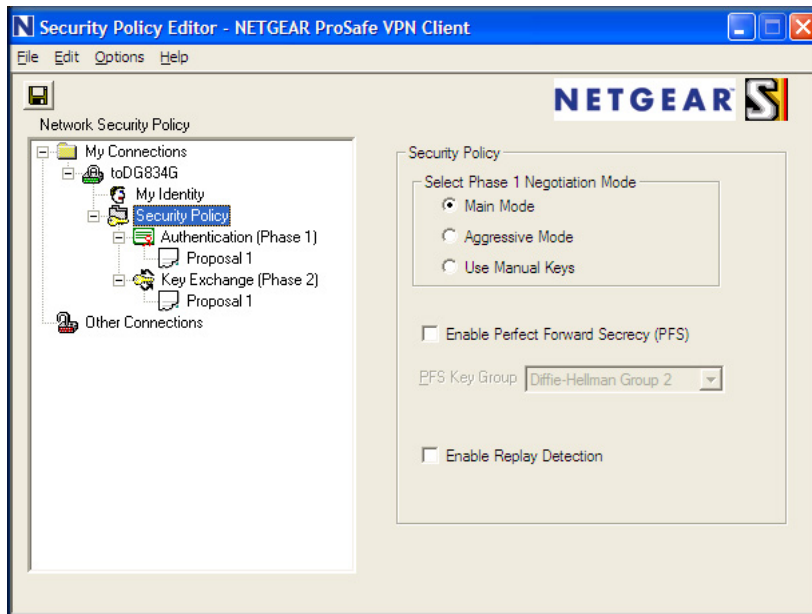 Security Policy Editor - NETGEAR ProSafe VPN Client
File Edit Options Help
NETGEAR
Network Security Policy
My Connections
toDG834G
My Identity
Security Policy
Authentication (Phase 1)
Proposal 1
Key Exchange (Phase 2)
Proposal 1
Other Connections
Security Policy
Select Phase 1 Negotiation Mode
Main Mode
Aggressive Mode
Use Manual Keys
Enable Perfect Forward Secrecy (PFS)
PFS Key Group Diffie-Hellman Group 2
Enable Replay Detection